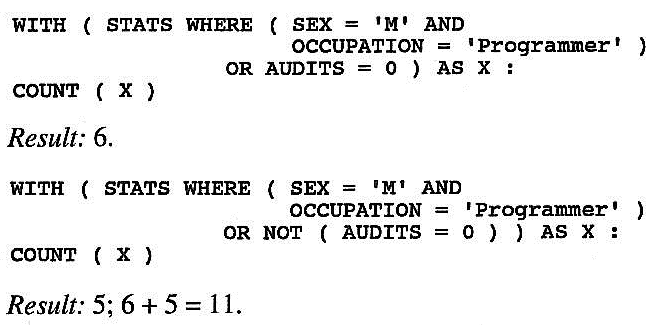 WITH ( STATS WHERE ( SEX = 'M' AND
OCCUPATION = 'Programmer' )
OR AUDITS = 0 ) AS X :
COUNT ( X )
Result: 6.
WITH ( STATS WHERE ( SEX = 'M' AND
OCCUPATION = 'Programmer' )
OR NOT ( AUDITS = 0 ) ) AS X :
COUNT ( X )
Result: 5; 6 + 5 = 11.